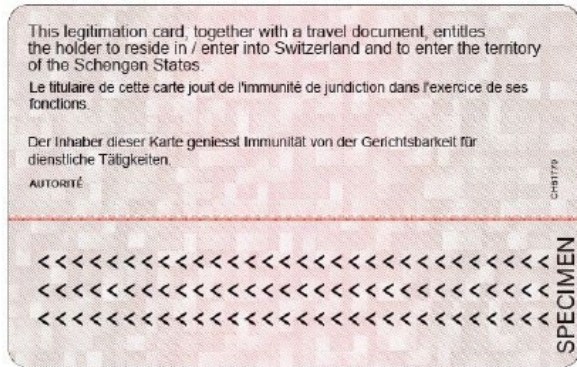 This legitimation card, together with a travel document, entitles
the holder to reside in / enter into Switzerland and to enter the territory
of the Schengen States.
Le titulaire de cette carte jouit de l'immunité de juridiction dans l'exercice de ses
fonctions.
Der Inhaber dieser Karte geniesst Immunität von der Gerichtsbarkeit für
dienstliche Tätigkeiten.
AUTORITÉ
<<<<<<<<<<<<<<<<<<<<<<<<<<<<<<
<<<<<<<<<<<<<<<<<<<<<<<<<<<<<<
<<<<<<<<<<<<<<<<<<<<<<<<<<<<<<
SPECIMEN